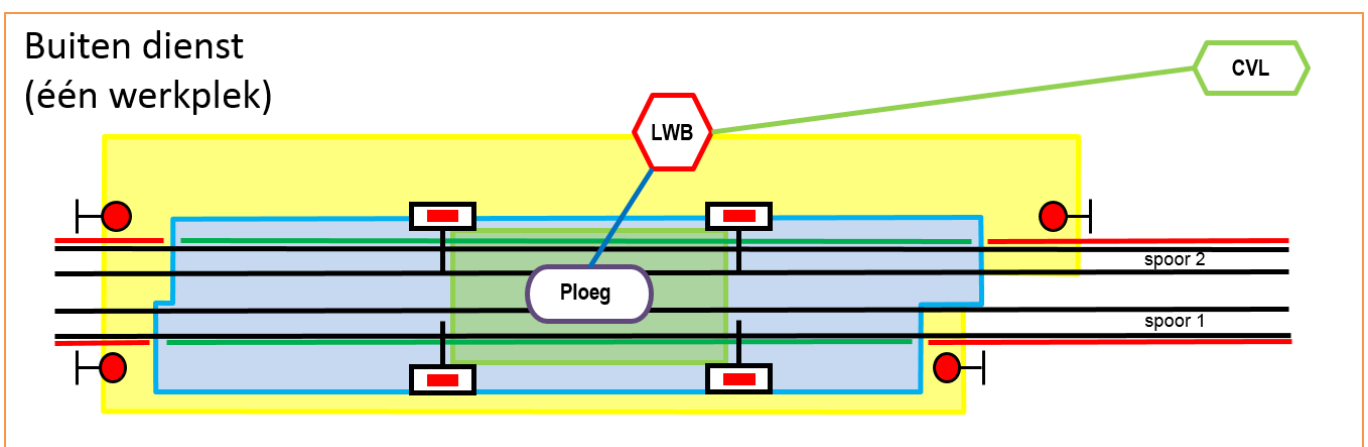 Buiten dienst
(één werkplek)
CVL
LWB
spoor 2
Ploeg
spoor 1